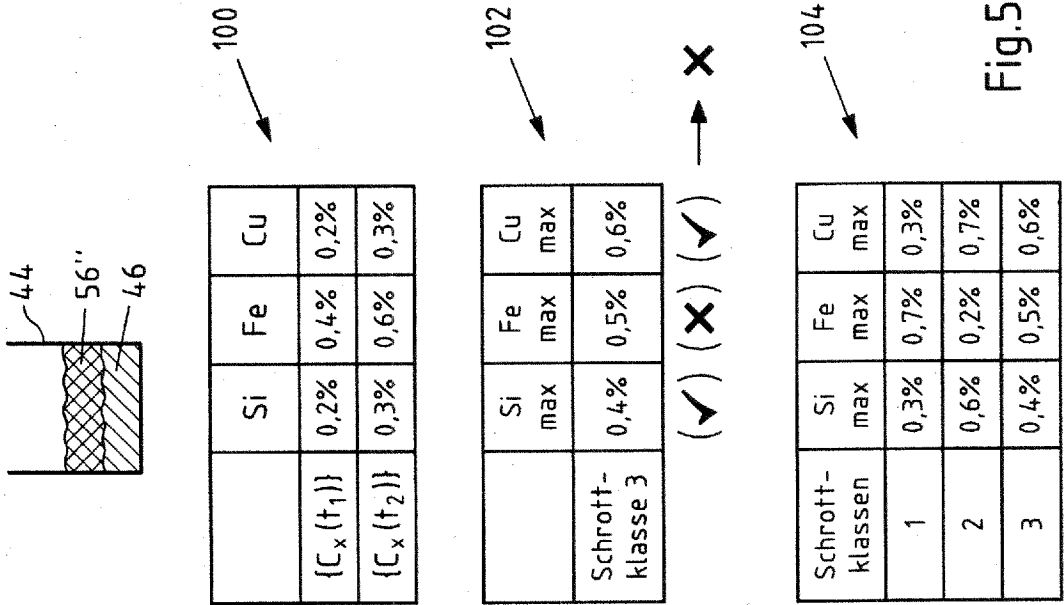 44
56''
46
100
Si Fe Cu
{Cx (t1)} 0,2% 0,4% 0,2%
{Cx (t2)} 0,3% 0,6% 0,3%
102
Si max Fe max Cu max
Schrott-
klasse 3 0,4% 0,5% 0,6%
(✓) (✗) (✓) → ✗
104
Schrott-
klassen Si max Fe max Cu max
1 0,3% 0,7% 0,3%
2 0,6% 0,2% 0,7%
3 0,4% 0,5% 0,6%
Fig.5